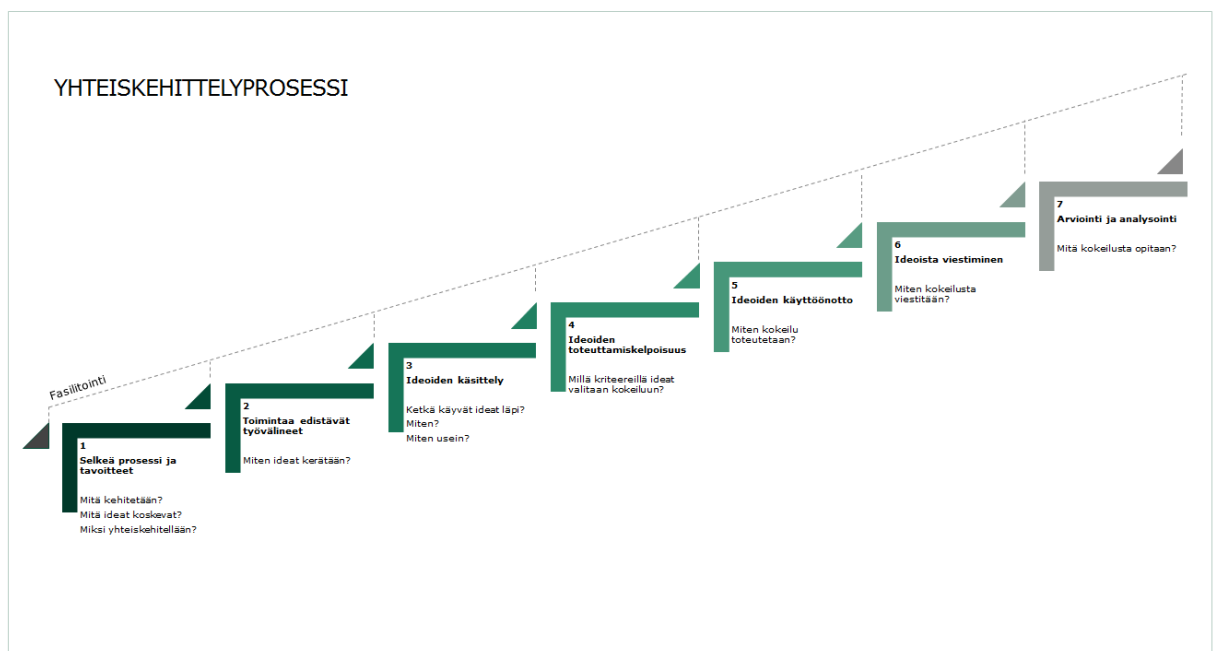 YHTEISKEHITTELYPROSESSI
Fasilitointi
1
Selkeä prosessi ja
tavoitteet
Mitä kehitetään?
Mitä ideat koskevat?
Miksi yhteiskehitellään?
2
Toimintaa edistävät
työvälineet
Miten ideat kerätään?
3
Ideoiden käsittely
Ketkä käyvät ideat läpi?
Miten?
Miten usein?
4
Ideoiden
toteuttamiskelpoisuus
Millä kriteereillä ideat
valitaan kokeiluun?
5
Ideoiden käyttöönotto
Miten kokeilu
toteutetaan?
6
Ideoista viestiminen
Miten kokeilusta
viestitään?
7
Arviointi ja analysointi
Mitä kokeilusta opitaan?